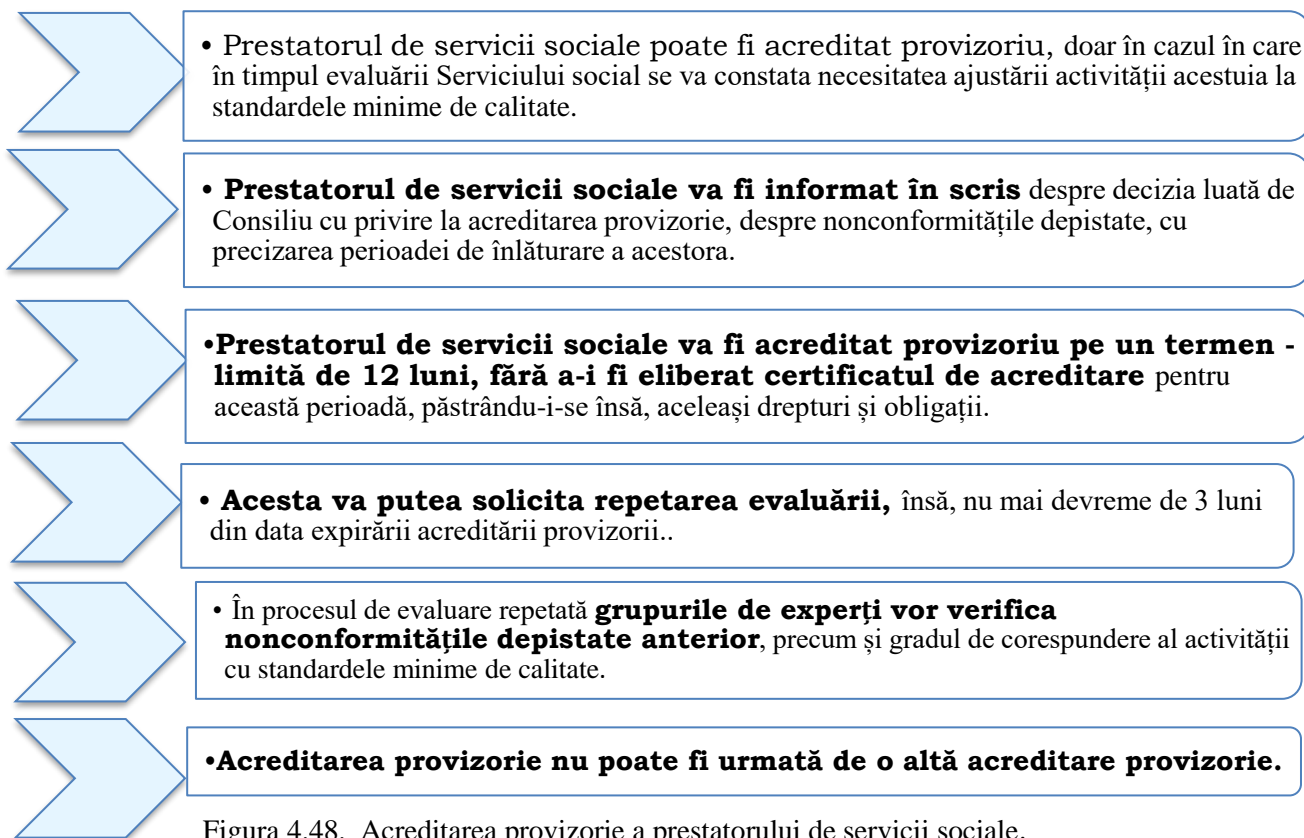 • Prestatorul de servicii sociale poate fi acreditat provizoriu, doar în cazul în care
în timpul evaluării Serviciului social se va constata necesitatea ajustării activității acestuia la
standardele minime de calitate.
• Prestatorul de servicii sociale va fi informat în scris despre decizia luată de
Consiliu cu privire la acreditarea provizorie, despre nonconformitățile depistate, cu
precizarea perioadei de înlăturare a acestora.
•Prestatorul de servicii sociale va fi acreditat provizoriu pe un termen -
limită de 12 luni, fără a-i fi eliberat certificatul de acreditare pentru
această perioadă, păstrându-i-se însă, aceleași drepturi și obligații.
• Acesta va putea solicita repetarea evaluării, însă, nu mai devreme de 3 luni
din data expirării acreditării provizorii..
• În procesul de evaluare repetată grupurile de experți vor verifica
nonconformitățile depistate anterior, precum și gradul de corespundere al activității
cu standardele minime de calitate.
•Acreditarea provizorie nu poate fi urmată de o altă acreditare provizorie.
Figura 4.48. Acreditarea provizorie a prestatorului de servicii sociale.